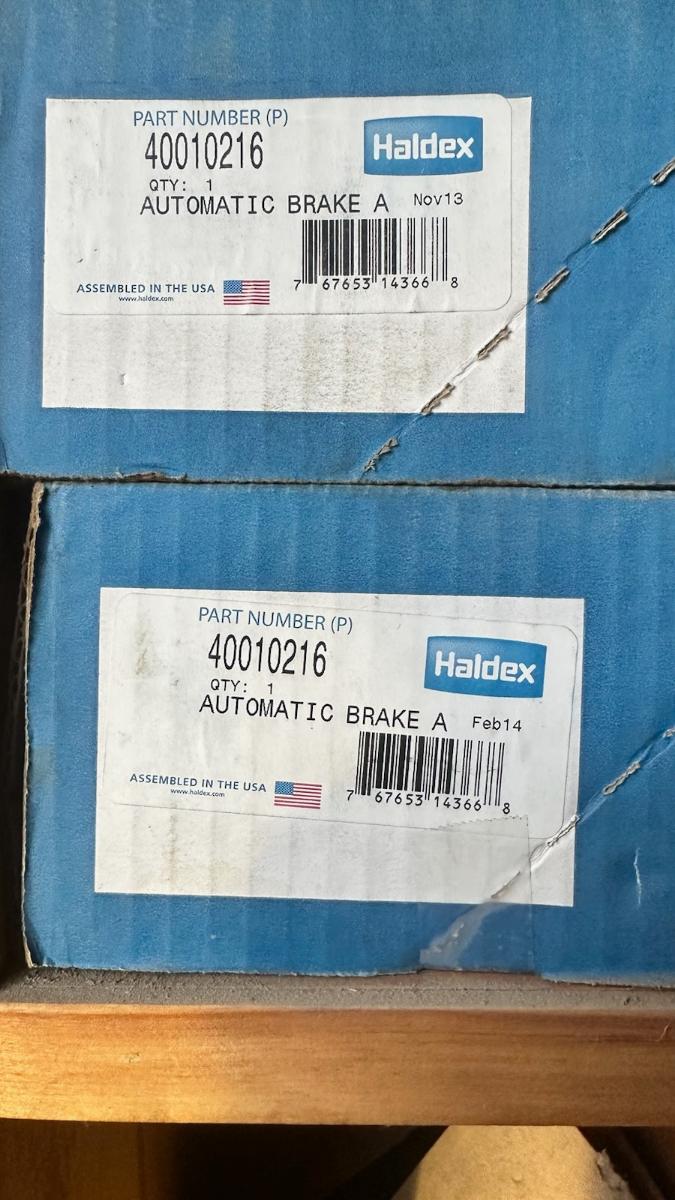 PART NUMBER (P)
40010216
Haldex
QTY: 1
AUTOMATIC BRAKE A Nov13
7 67653 14366 8
ASSEMBLED IN THE USA
www.haldex.com
PART NUMBER (P)
40010216
Haldex
QTY: 1
AUTOMATIC BRAKE A Feb14
7 67653 14366 8
ASSEMBLED IN THE USA
www.haldex.com